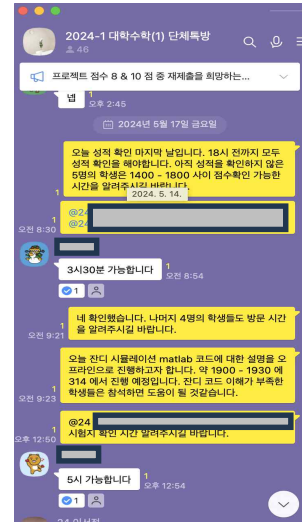 2024-1 대학수학(1) 단체톡방
46
프로젝트 점수 8 & 10 점 중 재제출을 희망하는...
넵
1
오후 2:45
2024년 5월 17일 금요일
오늘 성적 확인 마지막 날입니다. 18시 전까지 모두
성적 확인을 해야합니다. 아직 성적을 확인하지 않은
5명의 학생은 1400 - 1800 사이 점수확인 가능한
시간을 알려주시길 바랍니다.
1
2024. 5. 14.
@24
@24
1
오전 8:30
3시30분 가능합니다
1
오전 8:54
1
네 확인했습니다. 나머지 4명의 학생들도 방문 시간
을 알려주시길 바랍니다.
1
오전 9:21
오늘 잔디 시뮬레이션 matlab 코드에 대한 설명을 오
프라인으로 진행하고자 합니다. 약 1900 - 1930 에
314 에서 진행 예정입니다. 잔디 코드 이해가 부족한
학생들은 참석하면 도움이 될 것같습니다.
1
오전 9:23
@24
시험지 확인 시간 알려주시길 바랍니다.
1
오후 12:50
5시 가능합니다
1
오후 12:54
1